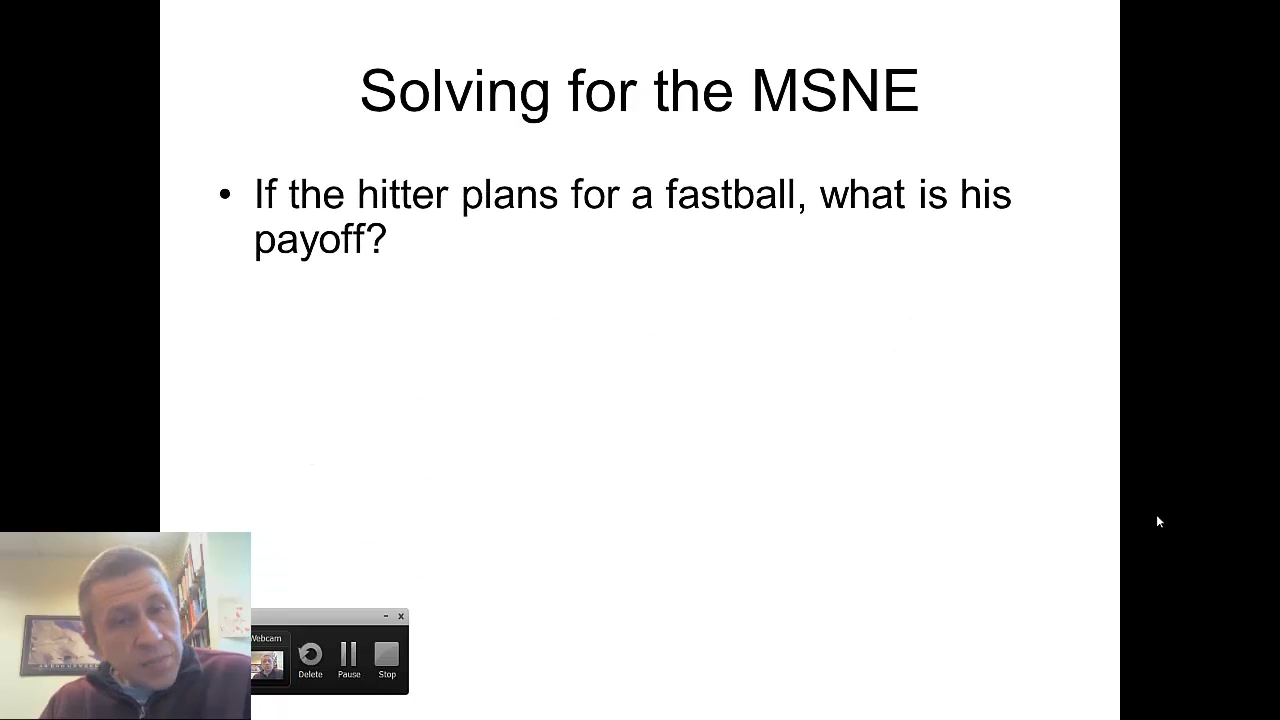 Solving for the MSNE
• If the hitter plans for a fastball, what is his
payoff?
Webcam
Delete
Pause
Stop